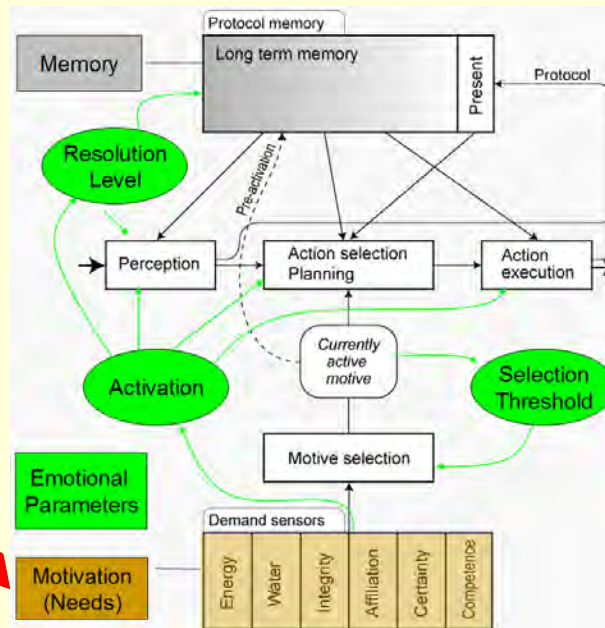 Protocol memory
Memory
Long term memory
Present
Protocol
Resolution
Level
Pre-activation
Perception
Action selection
Planning
Action
execution
Currently
active
motive
Activation
Selection
Threshold
Motive selection
Emotional
Parameters
Demand sensors
Motivation
(Needs)
Energy
Water
Integrity
Affiliation
Certainty
Competence